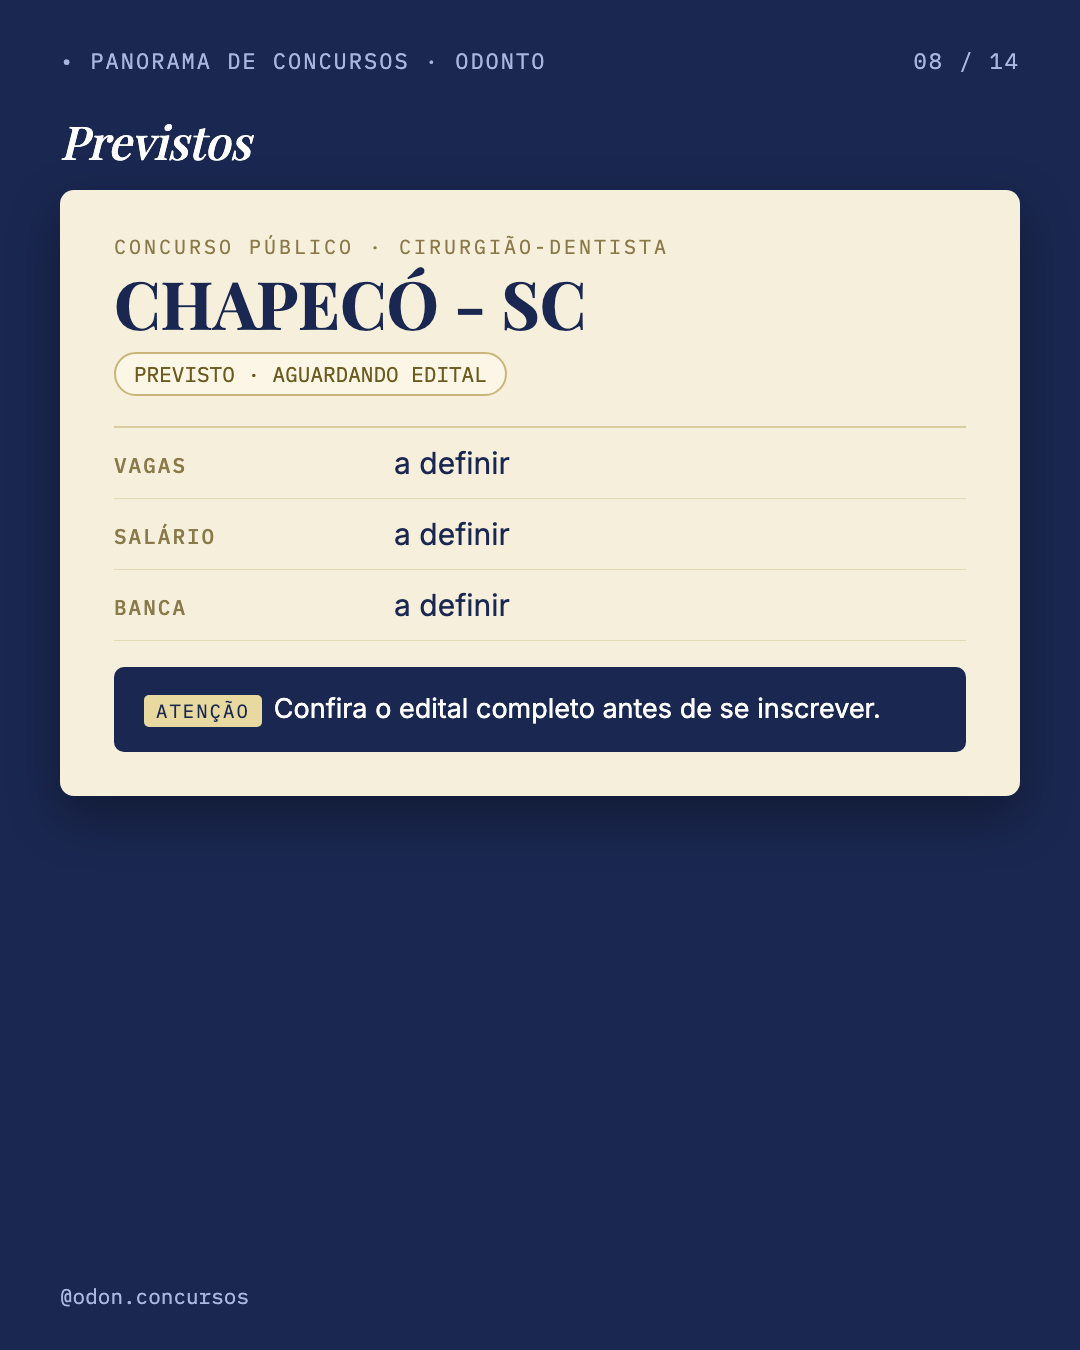 • PANORAMA DE CONCURSOS · ODONTO
08 / 14
Previstos
CONCURSO PÚBLICO · CIRURGIÃO-DENTISTA
CHAPECÓ - SC
PREVISTO · AGUARDANDO EDITAL
VAGAS a definir
SALÁRIO a definir
BANCA a definir
ATENÇÃO Confira o edital completo antes de se inscrever.
@odon.concursos